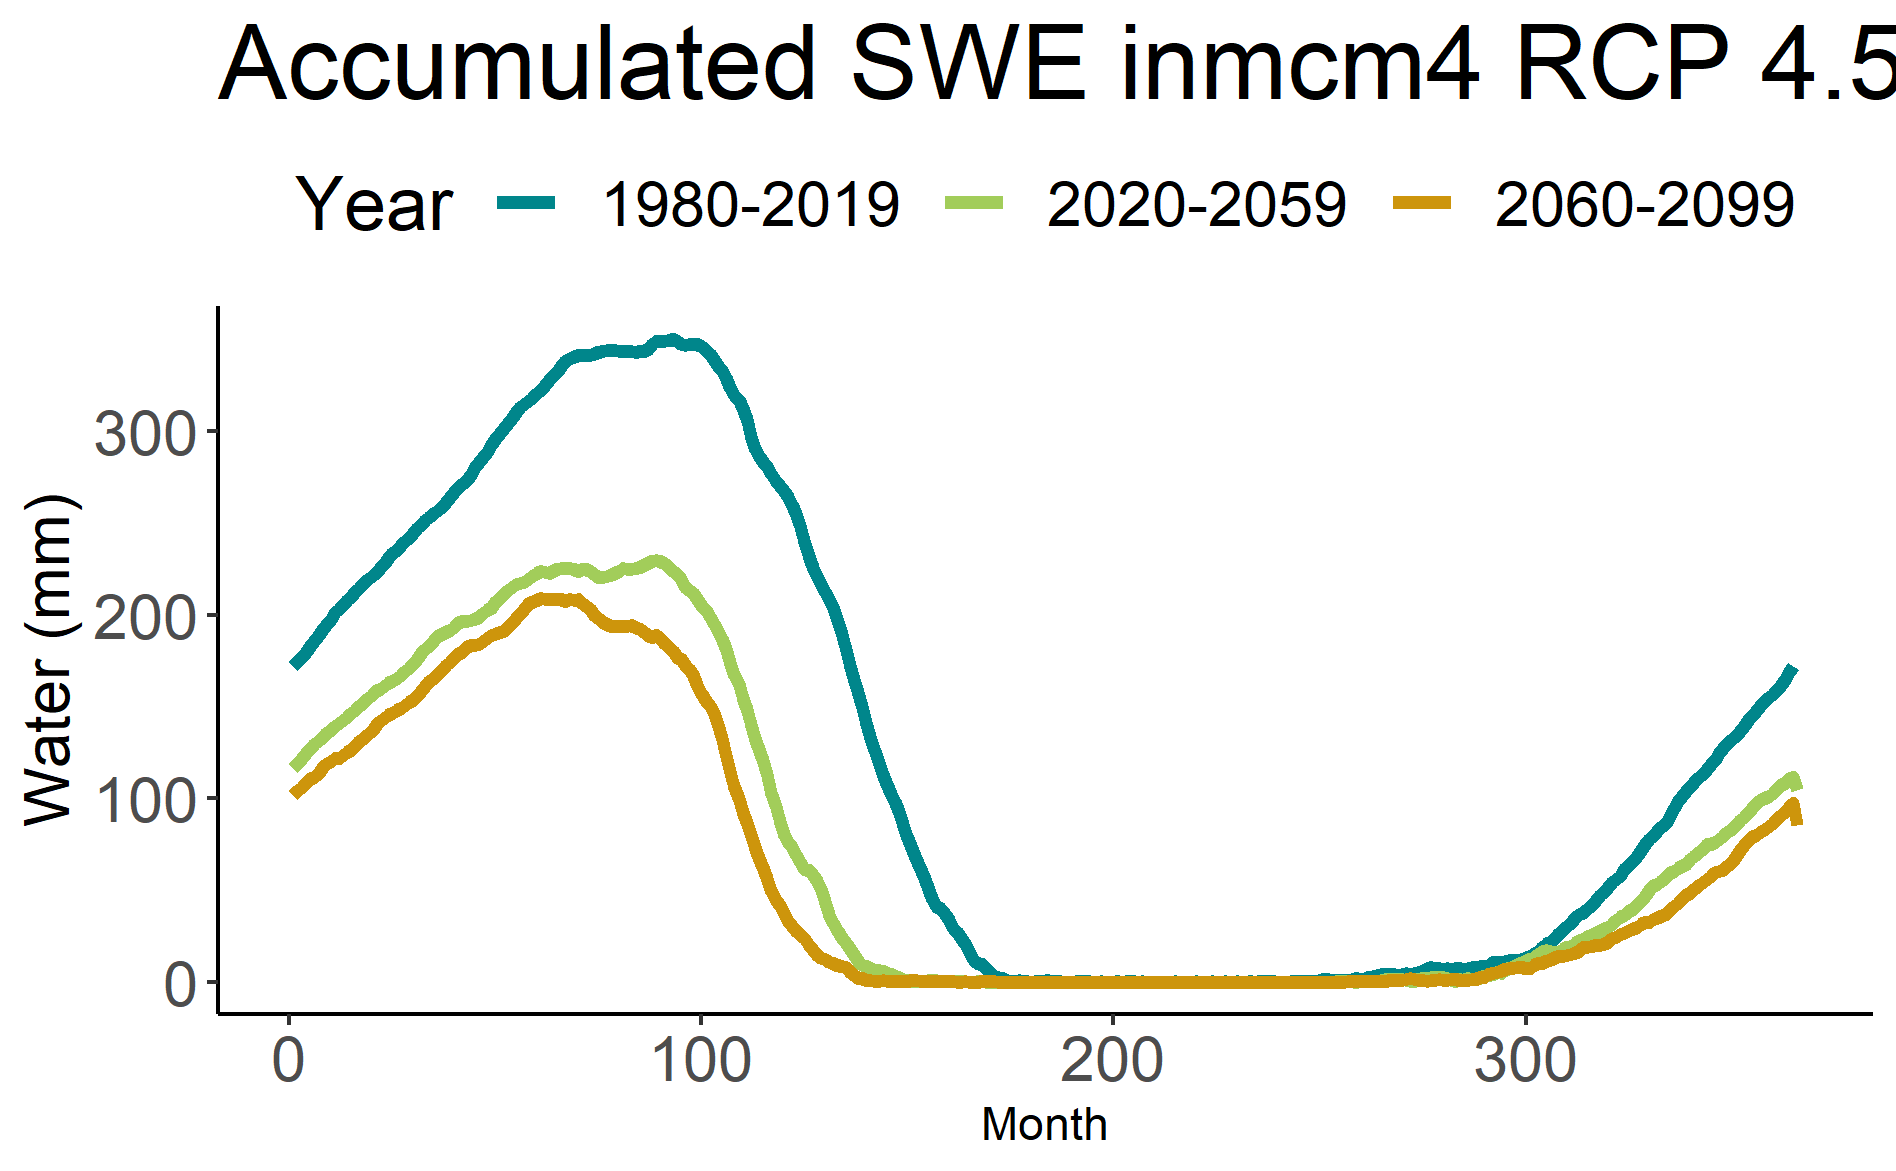 Accumulated SWE inmcm4 RCP 4.5
Year 1980-2019 2020-2059 2060-2099
Water (mm)
300
200
100
0
0 100 200 300
Month